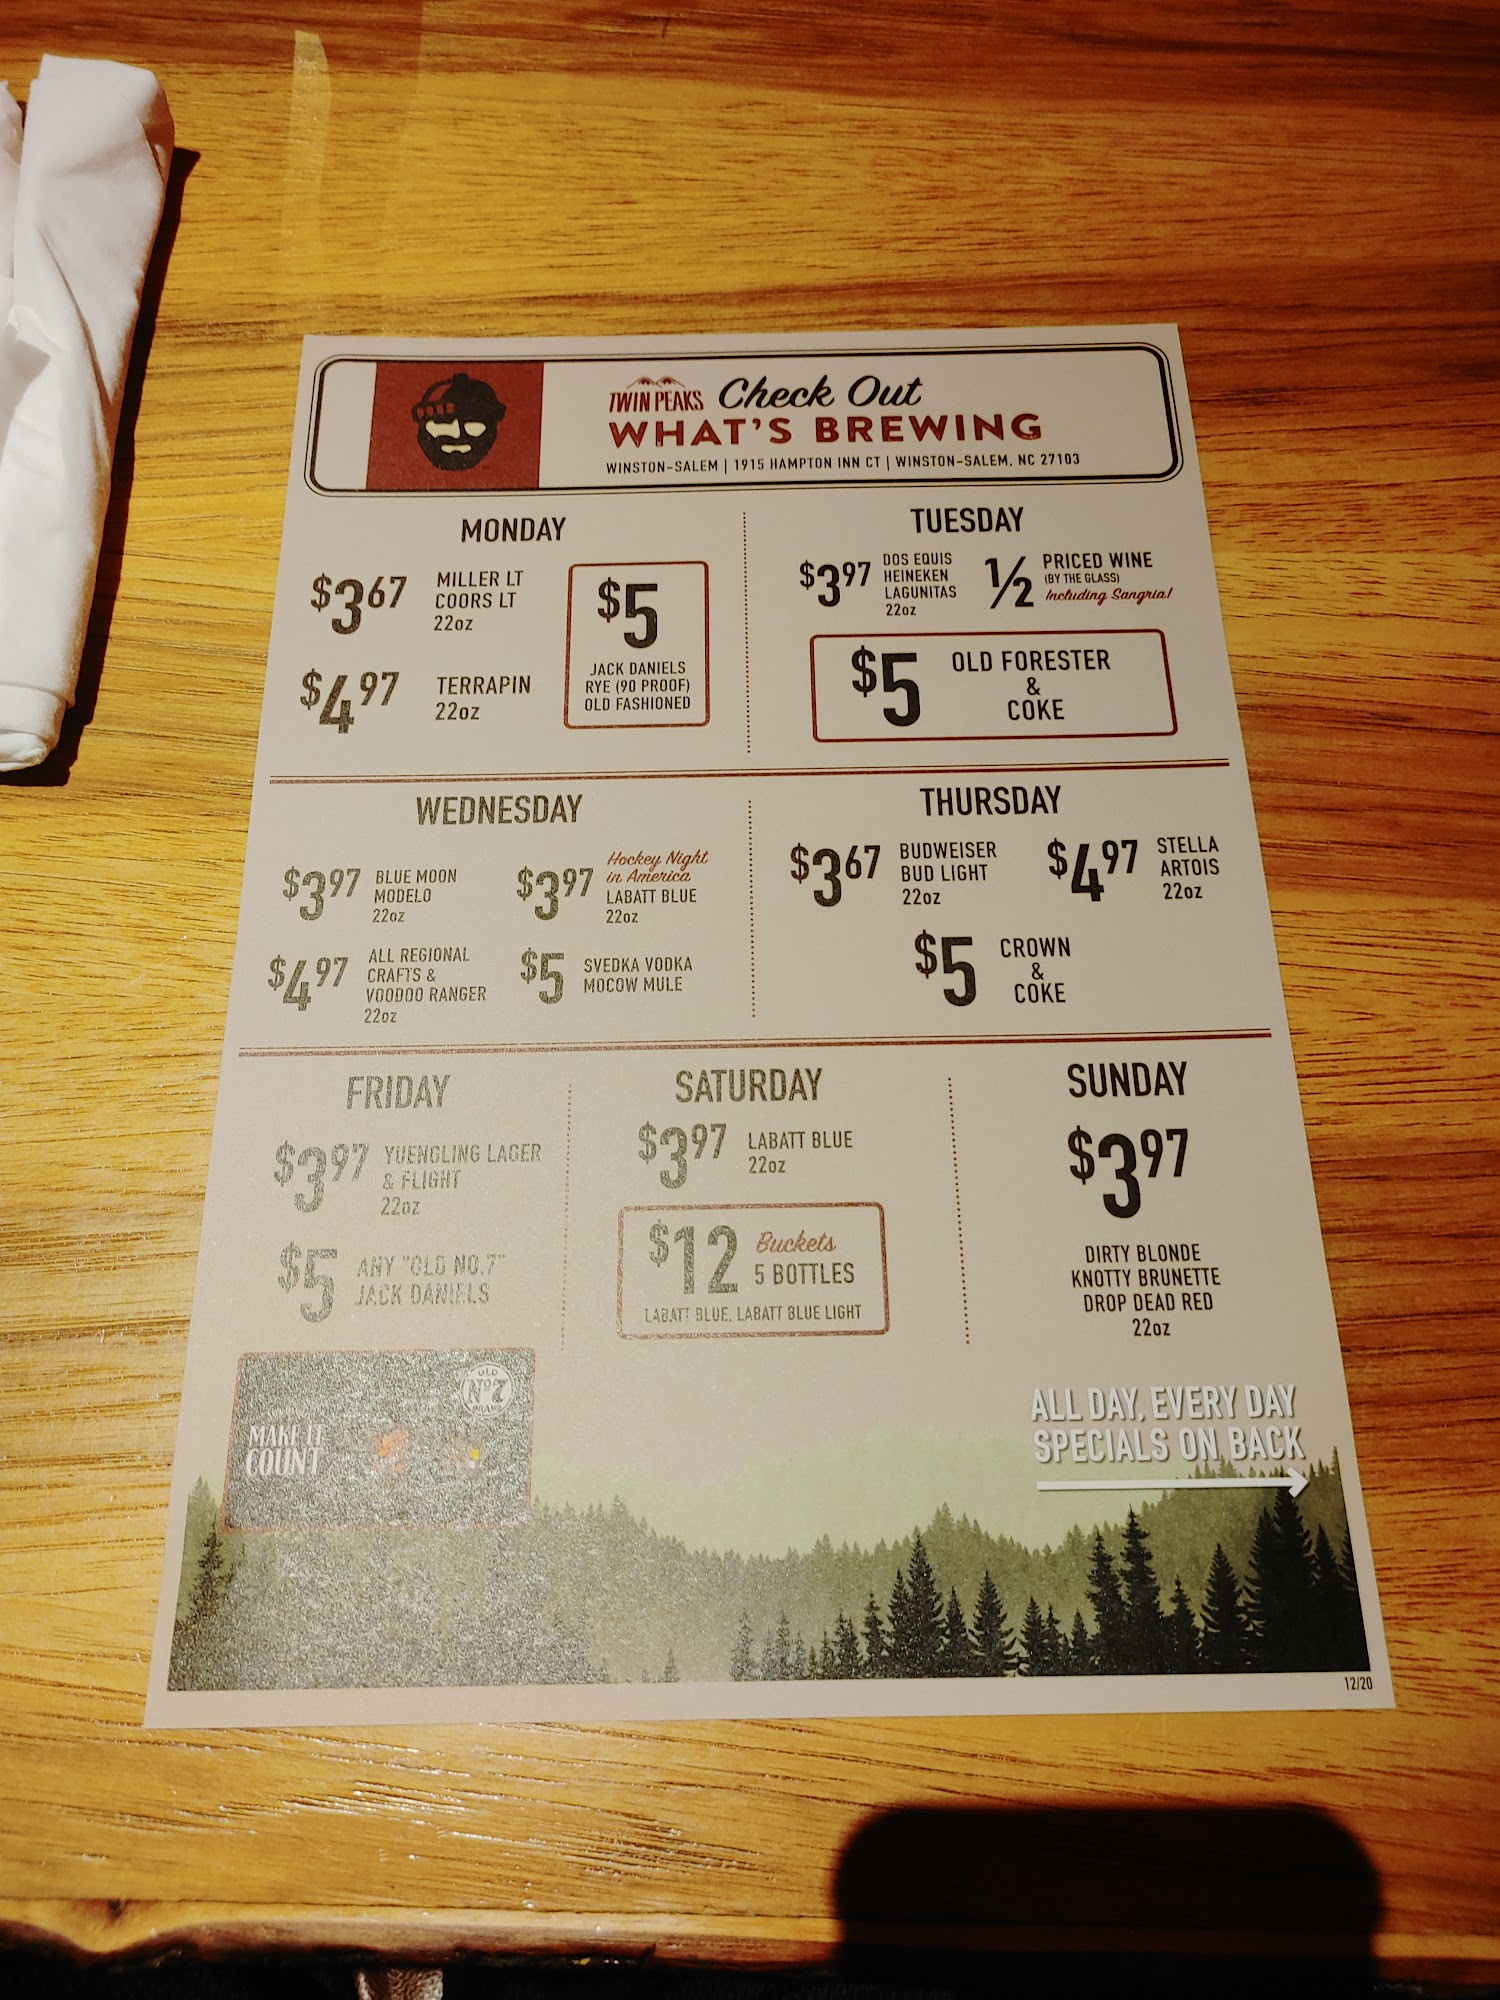 TWIN PEAKS Check Out
WHAT'S BREWING
WINSTON-SALEM | 1915 HAMPTON INN CT | WINSTON-SALEM, NC 27103
MONDAY
$3.67 MILLER LT
COORS LT
22oz
$4.97 TERRAPIN
22oz
$5
JACK DANIELS
RYE (90 PROOF)
OLD FASHIONED
TUESDAY
$3.97 DOS EQUIS
HEINEKEN
LAGUNITAS
22oz
1/2 PRICED WINE
(BY THE GLASS)
Including Sangria!
$5 OLD FORESTER
&
COKE
WEDNESDAY
$3.97 BLUE MOON
MODELO
22oz
Hockey Night
in America
$3.97 LABATT BLUE
22oz
$4.97 ALL REGIONAL
CRAFTS &
VOODOO RANGER
22oz
$5 SVEDKA VODKA
MOCOW MULE
THURSDAY
$3.67 BUDWEISER
BUD LIGHT
22oz
$4.97 STELLA
ARTOIS
22oz
$5 CROWN
&
COKE
FRIDAY
$3.97 YUENGLING LAGER
& FLIGHT
22oz
$5 ANY "OLD NO.7"
JACK DANIELS
OLD
Nº7
BRAND
MAKE IT
COUNT
SATURDAY
$3.97 LABATT BLUE
22oz
$12 Buckets
5 BOTTLES
LABATT BLUE, LABATT BLUE LIGHT
SUNDAY
$3.97
DIRTY BLONDE
KNOTTY BRUNETTE
DROP DEAD RED
22oz
ALL DAY, EVERY DAY
SPECIALS ON BACK
12/20